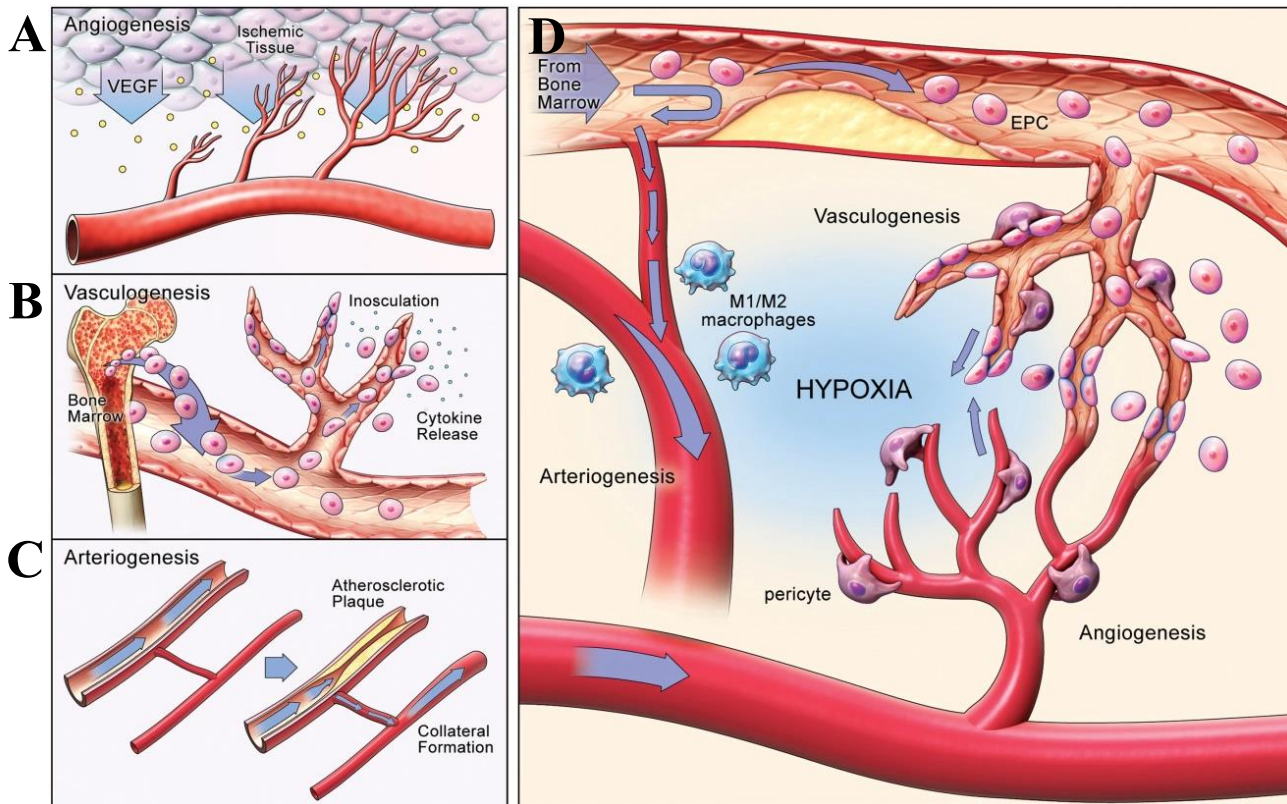 A
Angiogenesis
Ischemic
Tissue
VEGF
B
Vasculogenesis
Inosculation
Bone
Marrow
Cytokine
Release
C
Arteriogenesis
Atherosclerotic
Plaque
Collateral
Formation
D
From
Bone
Marrow
EPC
Vasculogenesis
M1/M2
macrophages
HYPOXIA
Arteriogenesis
pericyte
Angiogenesis